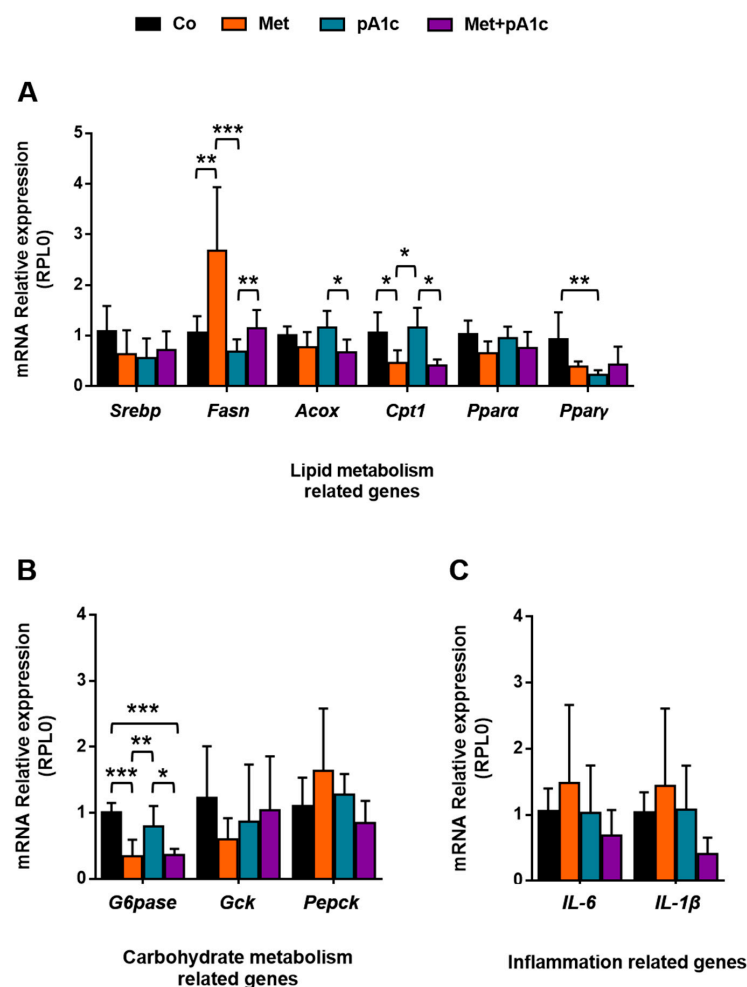 Co Met pA1c Met+pA1c
A
mRNA Relative exppression
(RPL0)
5
4
3
2
1
0
** *** ** * * * * **
Srebp Fasn Acox Cpt1 Pparα Pparγ
Lipid metabolism
related genes
B
mRNA Relative exppression
(RPL0)
4
3
2
1
0
***
**
*** *
G6pase Gck Pepck
Carbohydrate metabolism
related genes
C
mRNA Relative exppression
(RPL0)
4
3
2
1
0
IL-6 IL-1β
Inflammation related genes